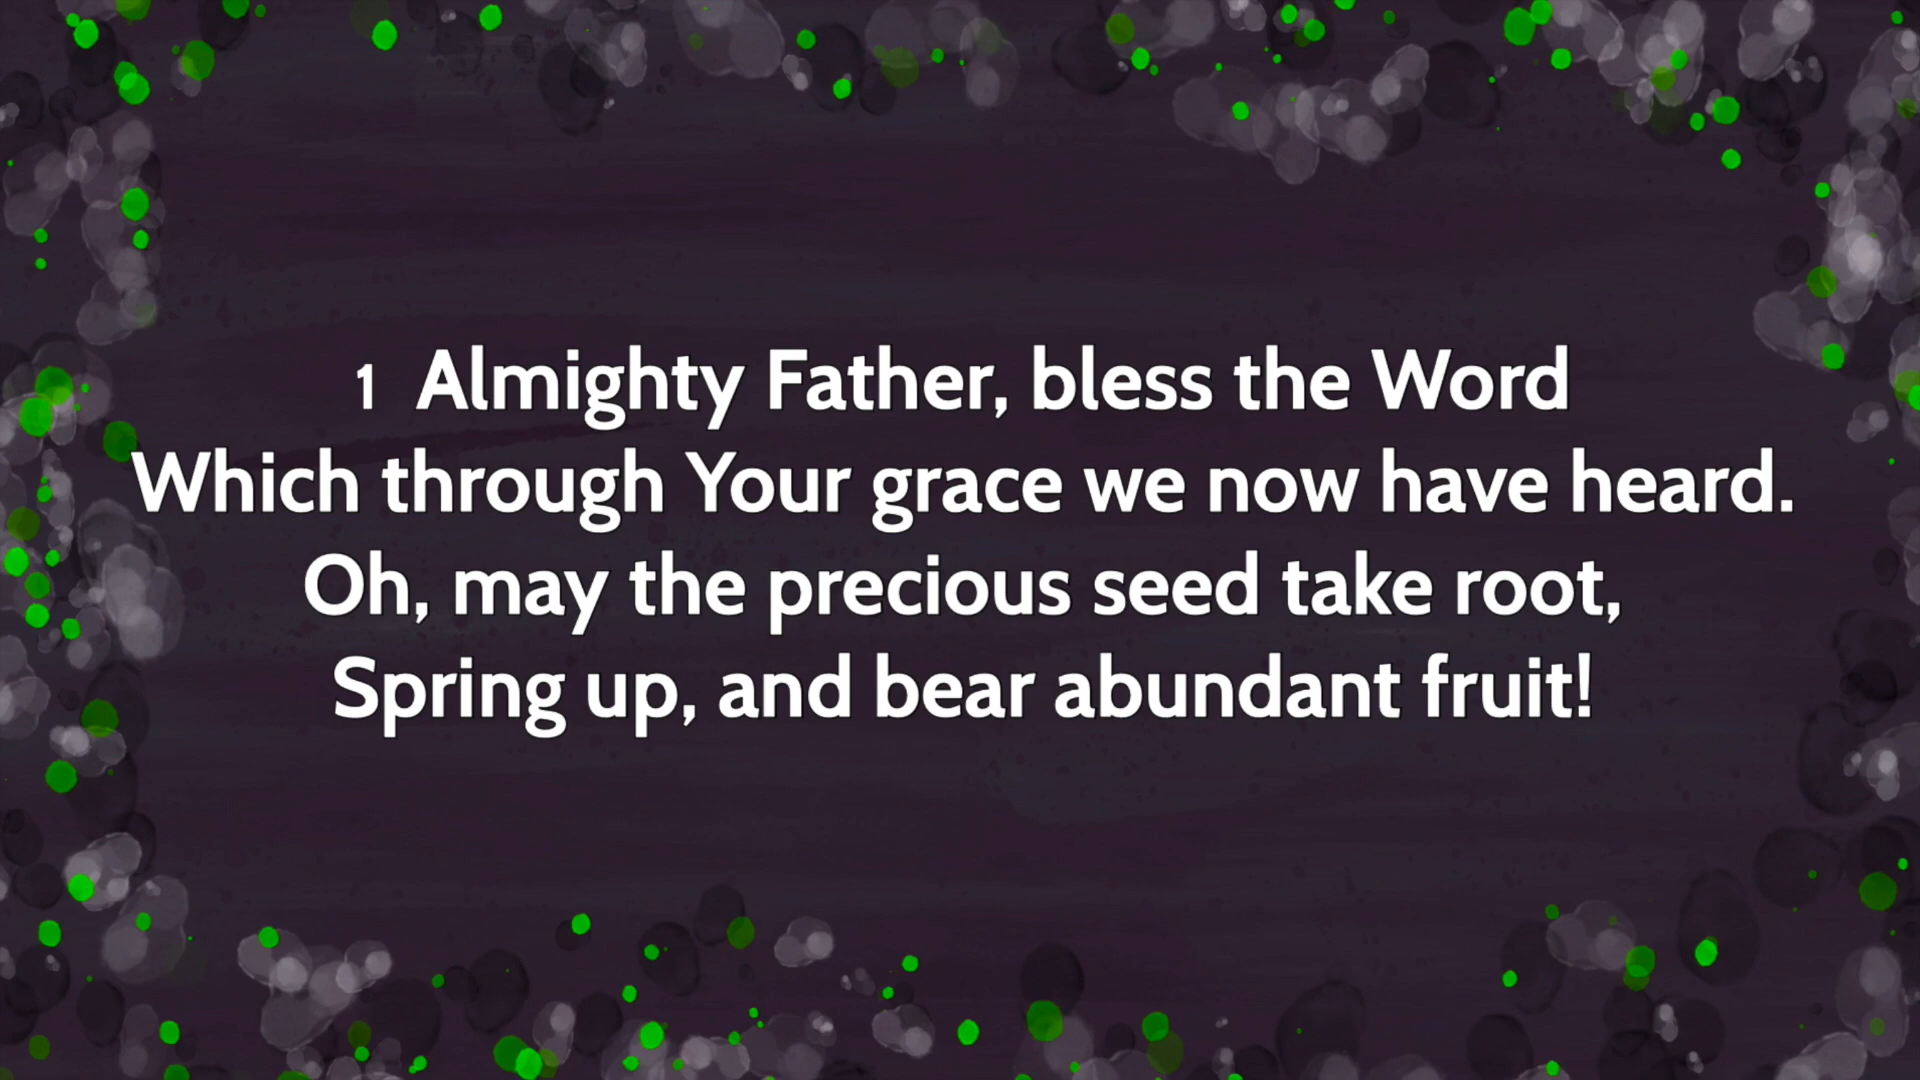 1 Almighty Father, bless the Word
Which through Your grace we now have heard.
Oh, may the precious seed take root,
Spring up, and bear abundant fruit!